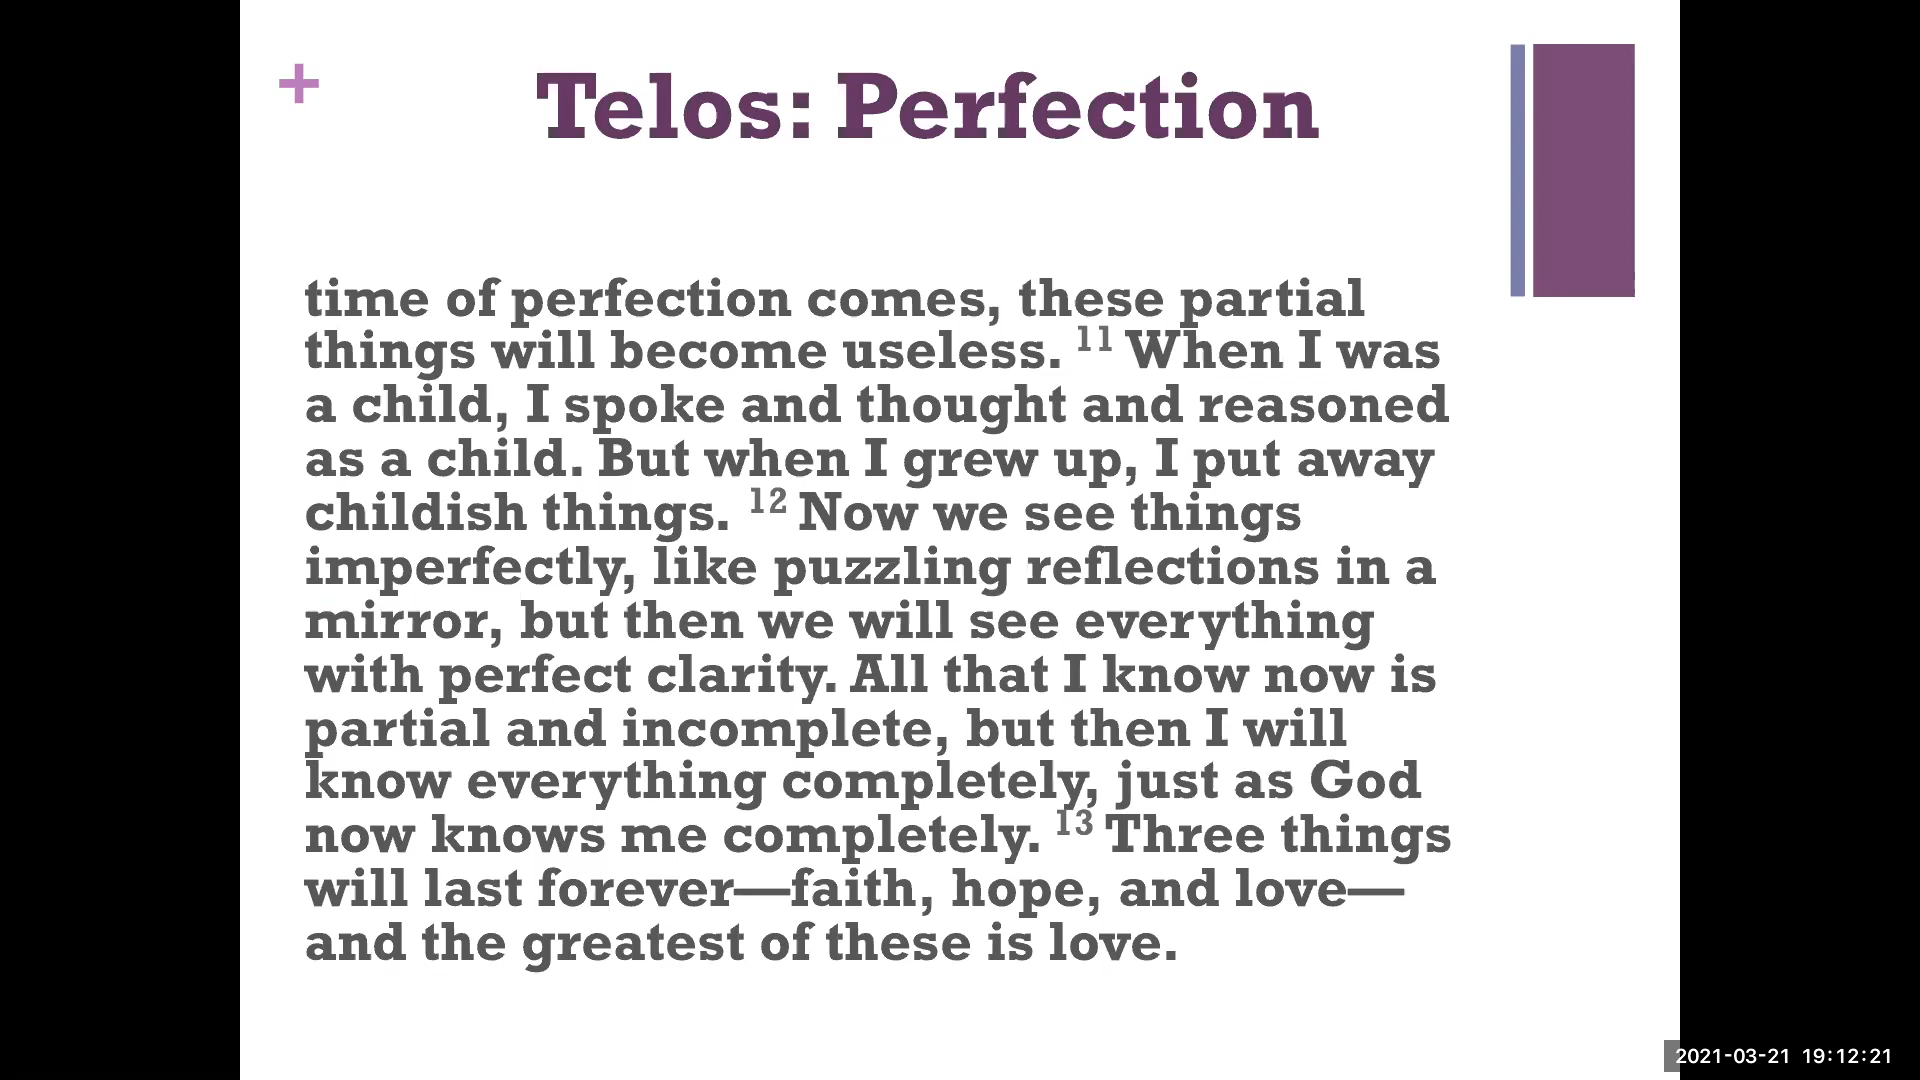 +
Telos: Perfection
time of perfection comes, these partial
things will become useless. 11 When I was
a child, I spoke and thought and reasoned
as a child. But when I grew up, I put away
childish things. 12 Now we see things
imperfectly, like puzzling reflections in a
mirror, but then we will see everything
with perfect clarity. All that I know now is
partial and incomplete, but then I will
know everything completely, just as God
now knows me completely. 13 Three things
will last forever—faith, hope, and love—
and the greatest of these is love.
2021-03-21 19:12:21